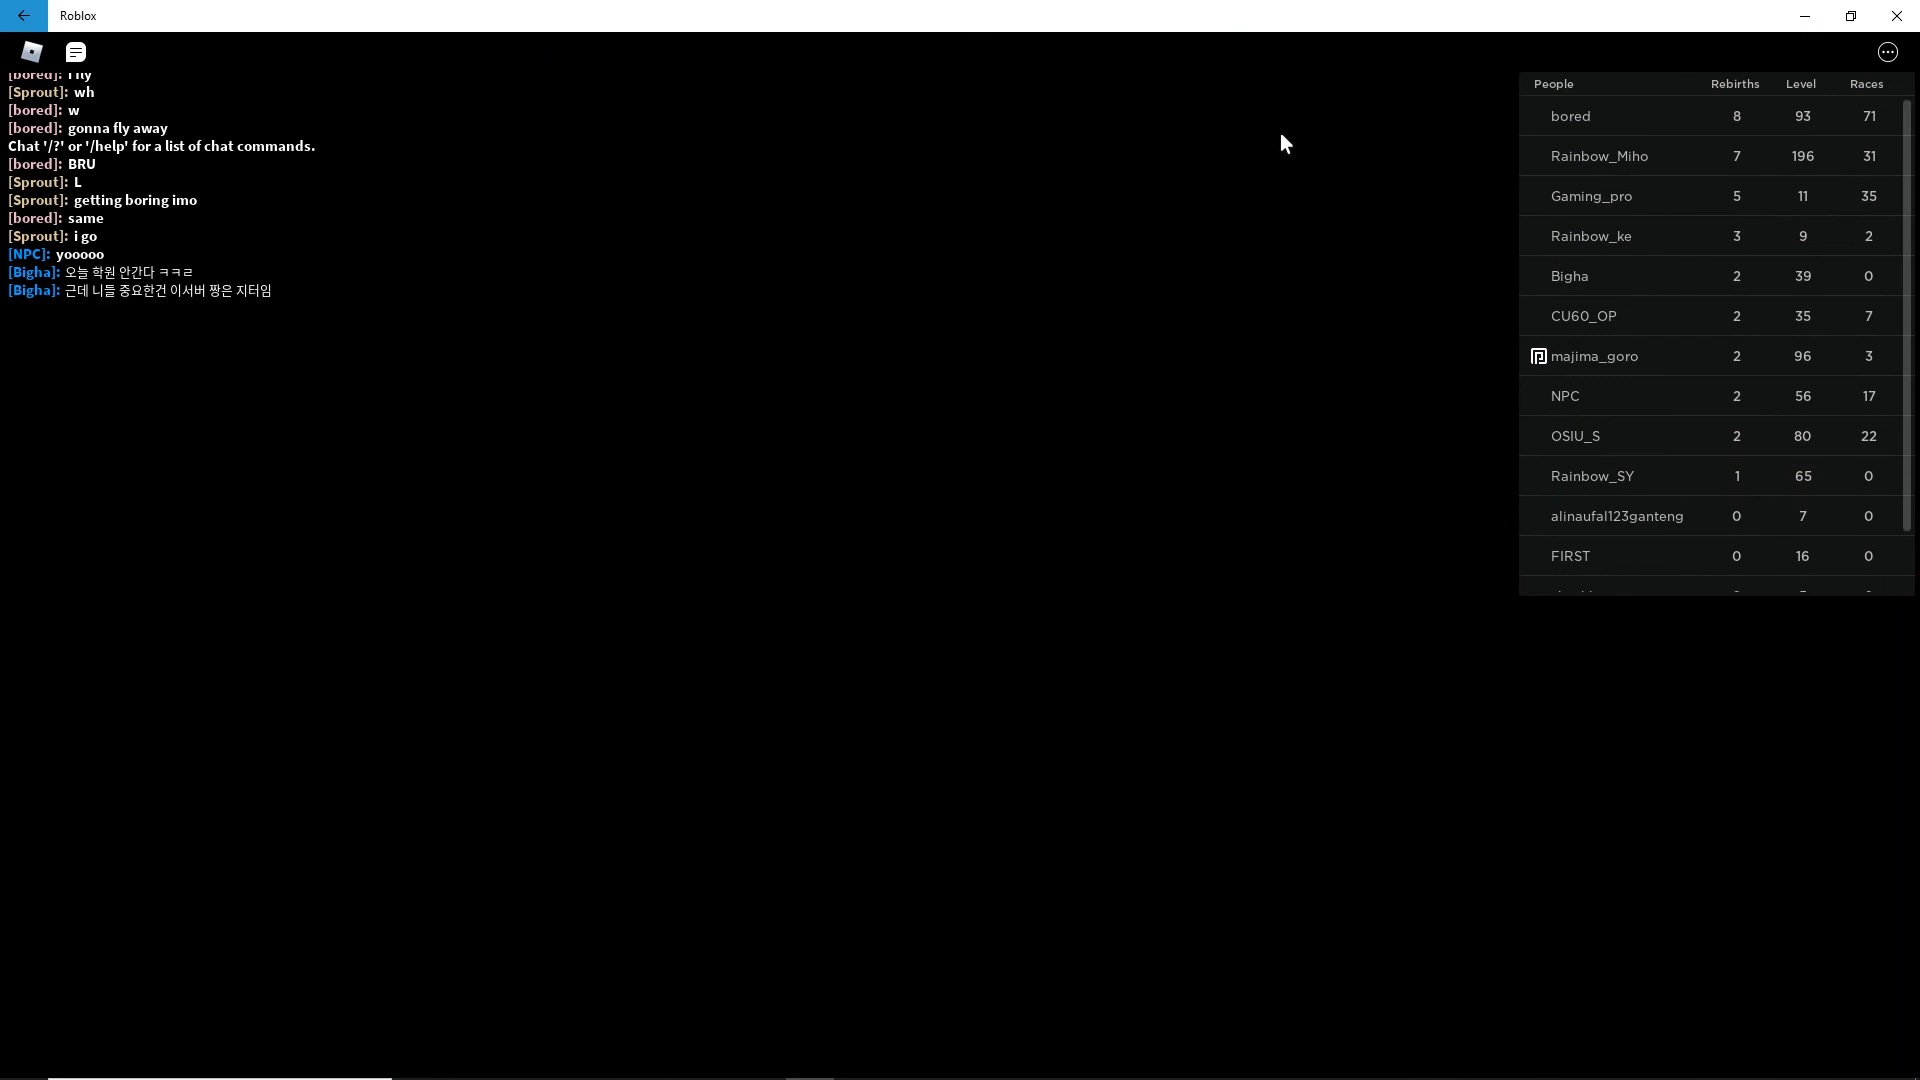 Roblox
[bored]: I fly
[Sprout]: wh
[bored]: w
[bored]: gonna fly away
Chat '/?' or '/help' for a list of chat commands.
[bored]: BRU
[Sprout]: L
[Sprout]: getting boring imo
[bored]: same
[Sprout]: i go
[NPC]: yooooo
[Bigha]: 오늘 학원 안간다 ㅋㅋㄹ
[Bigha]: 근데 니들 중요한건 이서버 짱은 지터임
People Rebirths Level Races
bored 8 93 71
Rainbow_Miho 7 196 31
Gaming_pro 5 11 35
Rainbow_ke 3 9 2
Bigha 2 39 0
CU60_OP 2 35 7
majima_goro 2 96 3
NPC 2 56 17
OSIU_S 2 80 22
Rainbow_SY 1 65 0
alinaufal123ganteng 0 7 0
FIRST 0 16 0